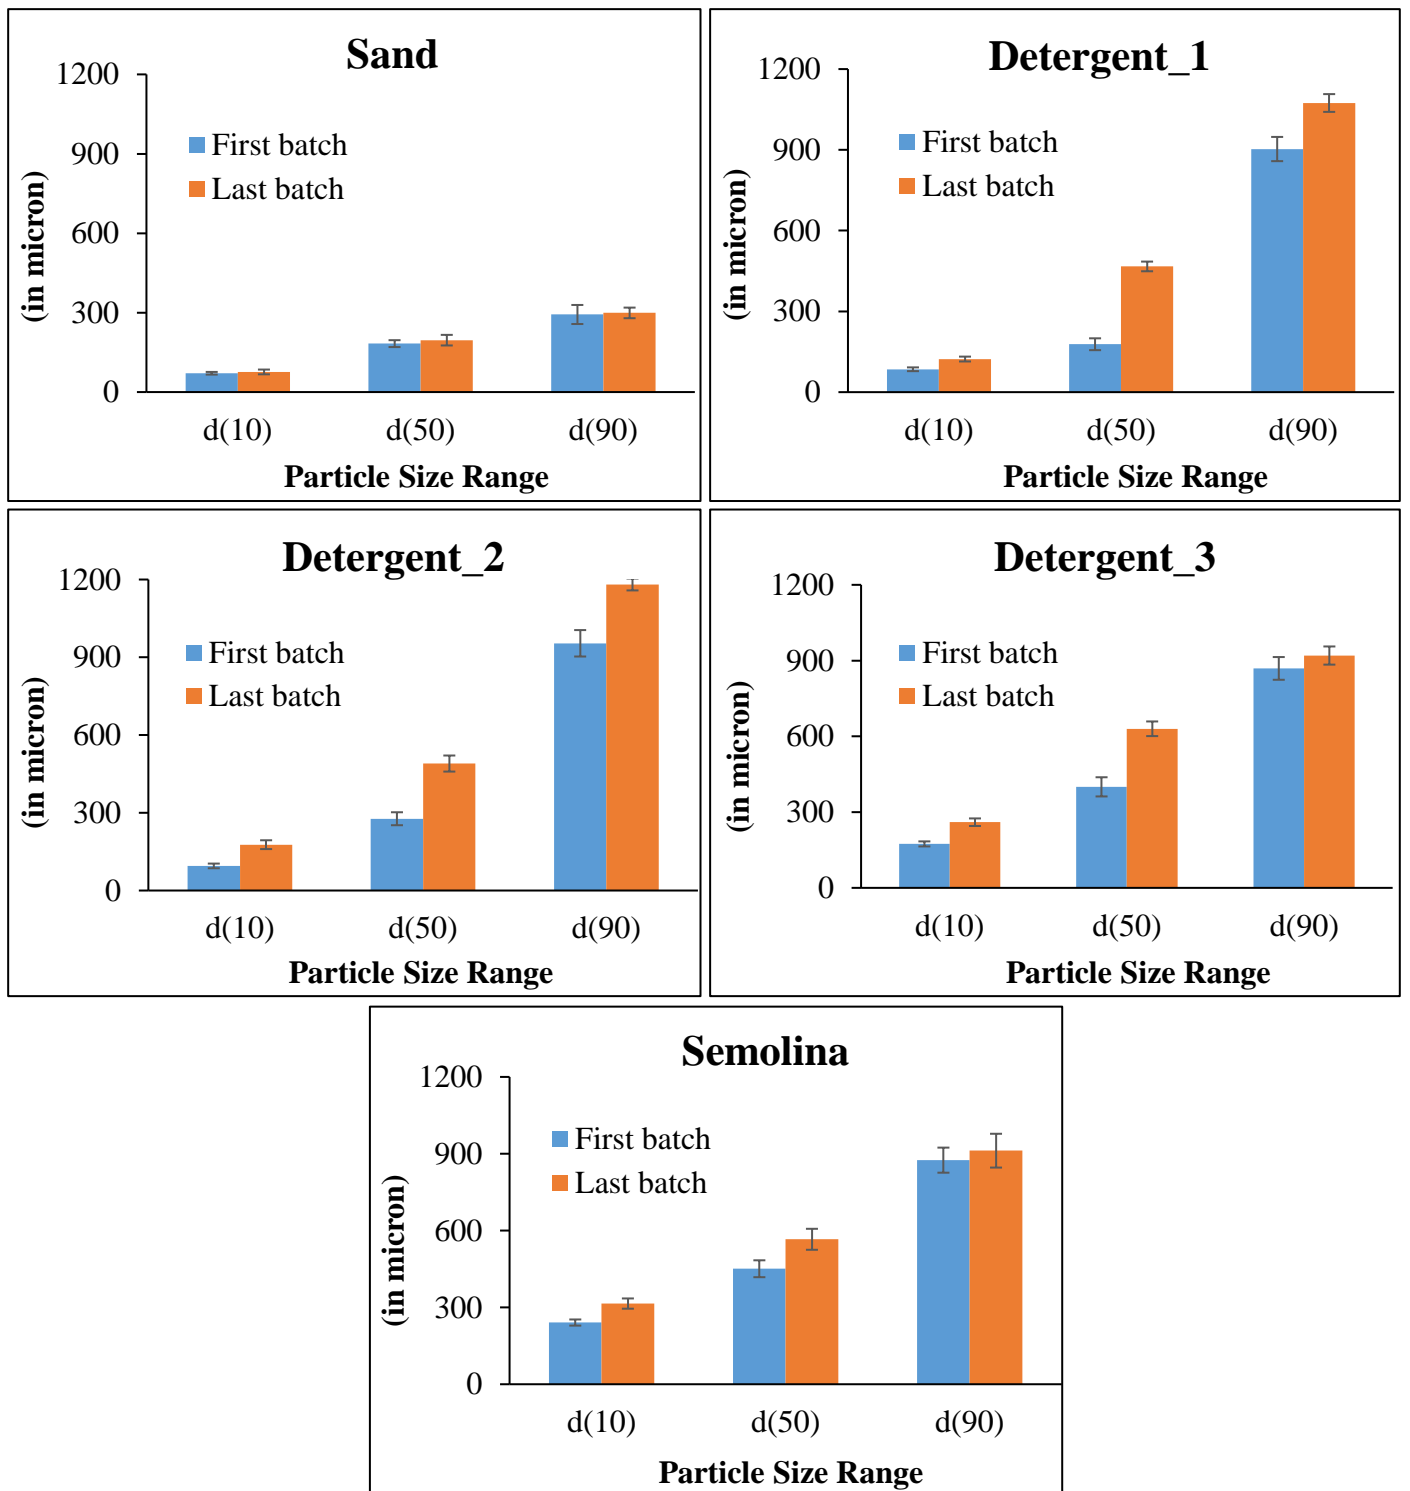 Sand
1200
900
600
300
0
(in micron)
First batch
Last batch
d(10) d(50) d(90)
Particle Size Range
Detergent_1
1200
900
600
300
0
(in micron)
First batch
Last batch
d(10) d(50) d(90)
Particle Size Range
Detergent_2
1200
900
600
300
0
(in micron)
First batch
Last batch
d(10) d(50) d(90)
Particle Size Range
Detergent_3
1200
900
600
300
0
(in micron)
First batch
Last batch
d(10) d(50) d(90)
Particle Size Range
Semolina
1200
900
600
300
0
(in micron)
First batch
Last batch
d(10) d(50) d(90)
Particle Size Range